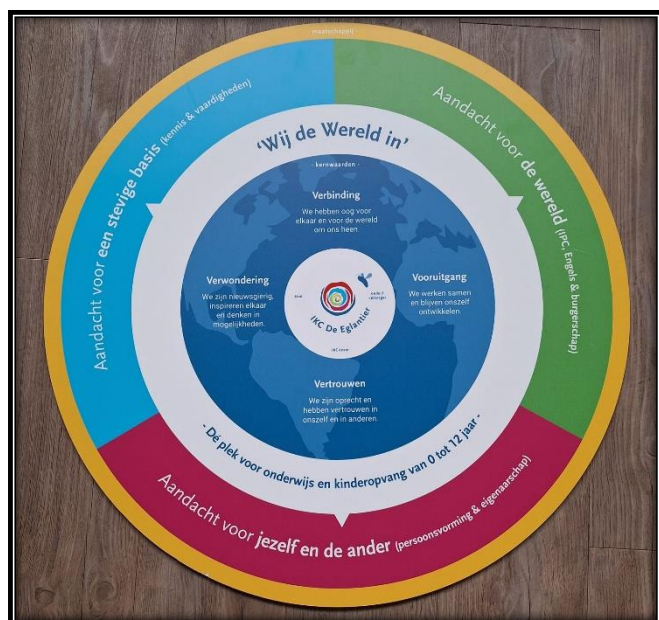 - maatschappij -
Aandacht voor een stevige basis (kennis & vaardigheden)
Aandacht voor de wereld (IPC, Engels & burgerschap)
'Wij de Wereld in'
- kernwaarden -
Verbinding
We hebben oog voor
elkaar en voor de wereld
om ons heen.
Verwondering
We zijn nieuwsgierig,
inspireren elkaar
en denken in
mogelijkheden.
IKC De Eglantier
Vooruitgang
We werken samen
en blijven onszelf
ontwikkelen.
Vertrouwen
We zijn oprecht en
hebben vertrouwen in
onszelf en in anderen.
- Dé plek voor onderwijs en kinderopvang van 0 tot 12 jaar -
Aandacht voor jezelf en de ander (persoonsvorming & eigenaarschap)